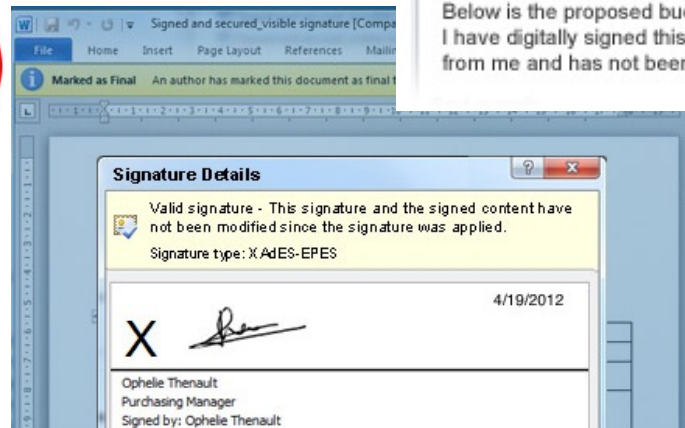 Below is the proposed
I have digitally signed this
from me and has not been
Signed and secured_visible signature
File Home Insert Page Layout References
Marked as Final An author has marked this document as final
Signature Details
Valid signature - This signature and the signed content have
not been modified since the signature was applied.
Signature type: XAdES-EPES
4/19/2012
X
Ophelie Thenault
Purchasing Manager
Signed by: Ophelie Thenault